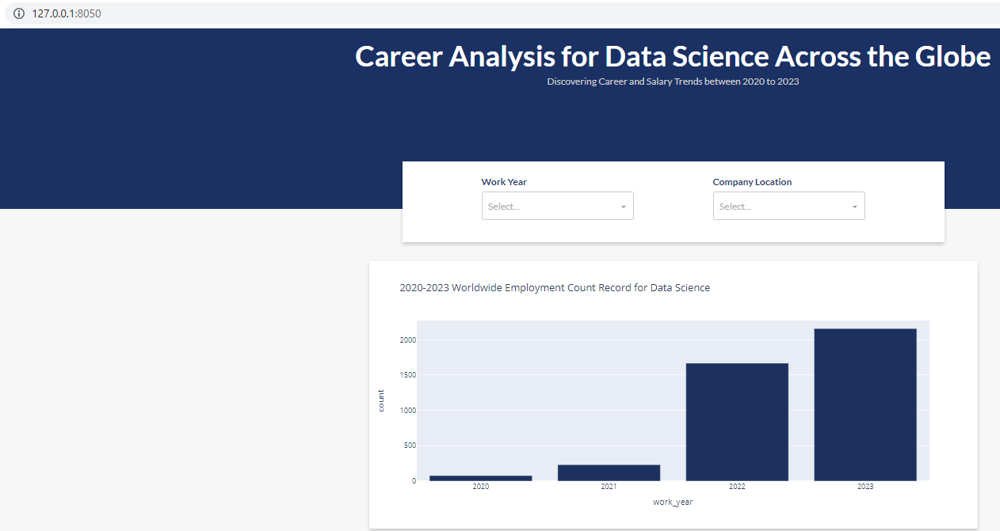 127.0.0.1:8050
Career Analysis for Data Science Across the Globe
Discovering Career and Salary Trends between 2020 to 2023
Work Year
Company Location
Select...
Select...
2020-2023 Worldwide Employment Count Record for Data Science
2000
1500
1000
500
0
count
2020
2021
2022
2023
work_year